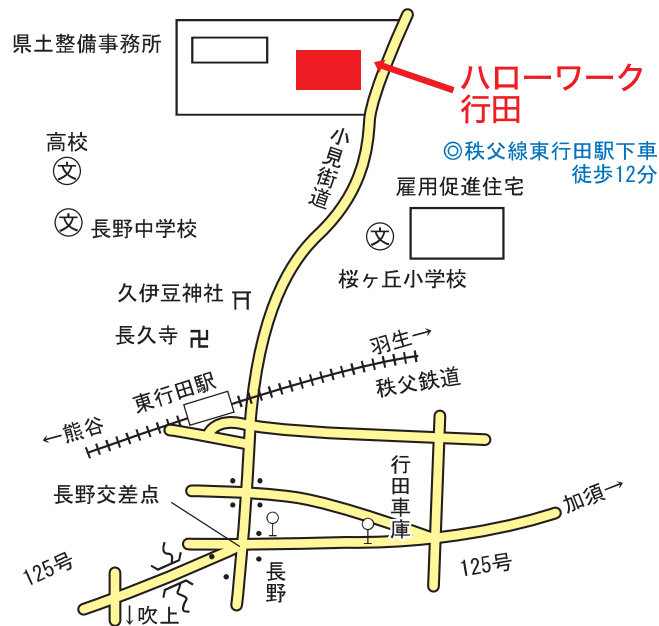 県土整備事務所
ハローワーク
行田
◎秩父線東行田駅下車
徒歩12分
高校
文
小見街道
雇用促進住宅
文
長野中学校
文
桜ヶ丘小学校
久伊豆神社
長久寺
卍
羽生→
秩父鉄道
東行田駅
←熊谷
行田車庫
長野交差点
加須→
125号
長野
125号
↓吹上